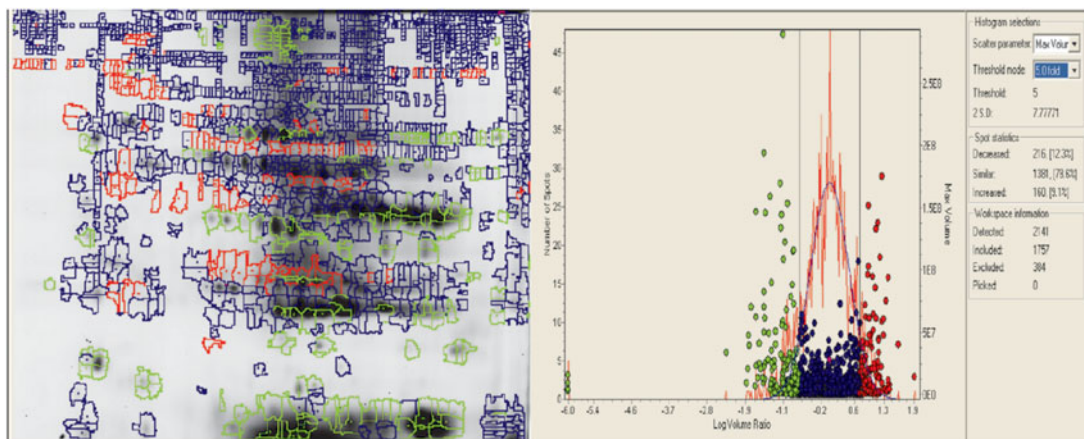 Histogram selections
Scatter parameter: Max Volur
Threshold mode 5.0 fold
Threshold: 5
2 S.D: 7.77771
Spot statistics
Decreased: 216, [12.3%]
Similar: 1381, [78.6%]
Increased: 160, [9.1%]
Workspace information
Detected: 2141
Included: 1757
Excluded: 384
Picked: 0
Number of Spots
45
40
35
30
25
20
15
10
5
0
Max Volume
2.5E8
2E8
1.5E8
1E8
5E7
0E0
-6.0 -5.4 -4.6 -3.7 -2.8 -1.9 -1.1 -0.2 0.6 1.3 1.9
Log Volume Ratio